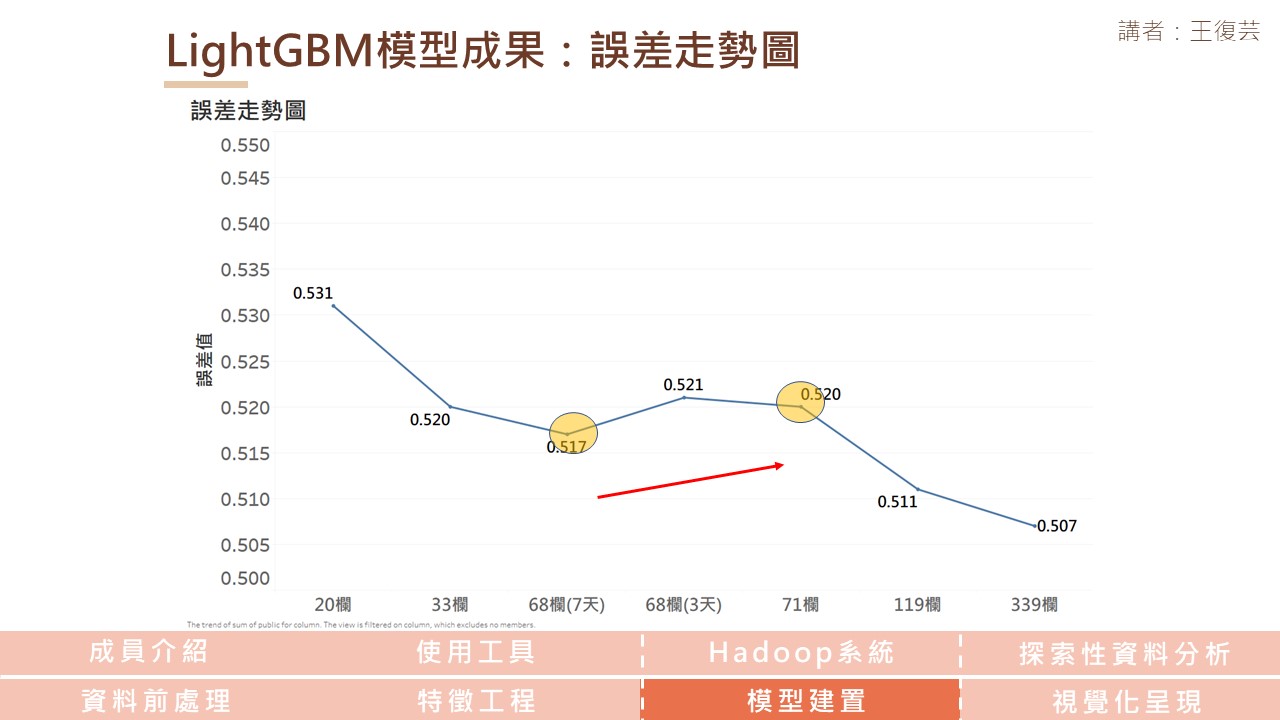 LightGBM模型成果：誤差走勢圖
講者：王復芸
誤差走勢圖
0.550
0.545
0.540
0.535
0.530
0.525
0.520
0.515
0.510
0.505
0.500
誤差值
0.531
0.520
0.517
0.521
0.520
0.511
0.507
20欄 33欄 68欄(7天) 68欄(3天) 71欄 119欄 339欄
The trend of sum of public for column. The view is filtered on column, which excludes no members.
成員介紹 使用工具 Hadoop系統 探索性資料分析
資料前處理 特徵工程 模型建置 視覺化呈現